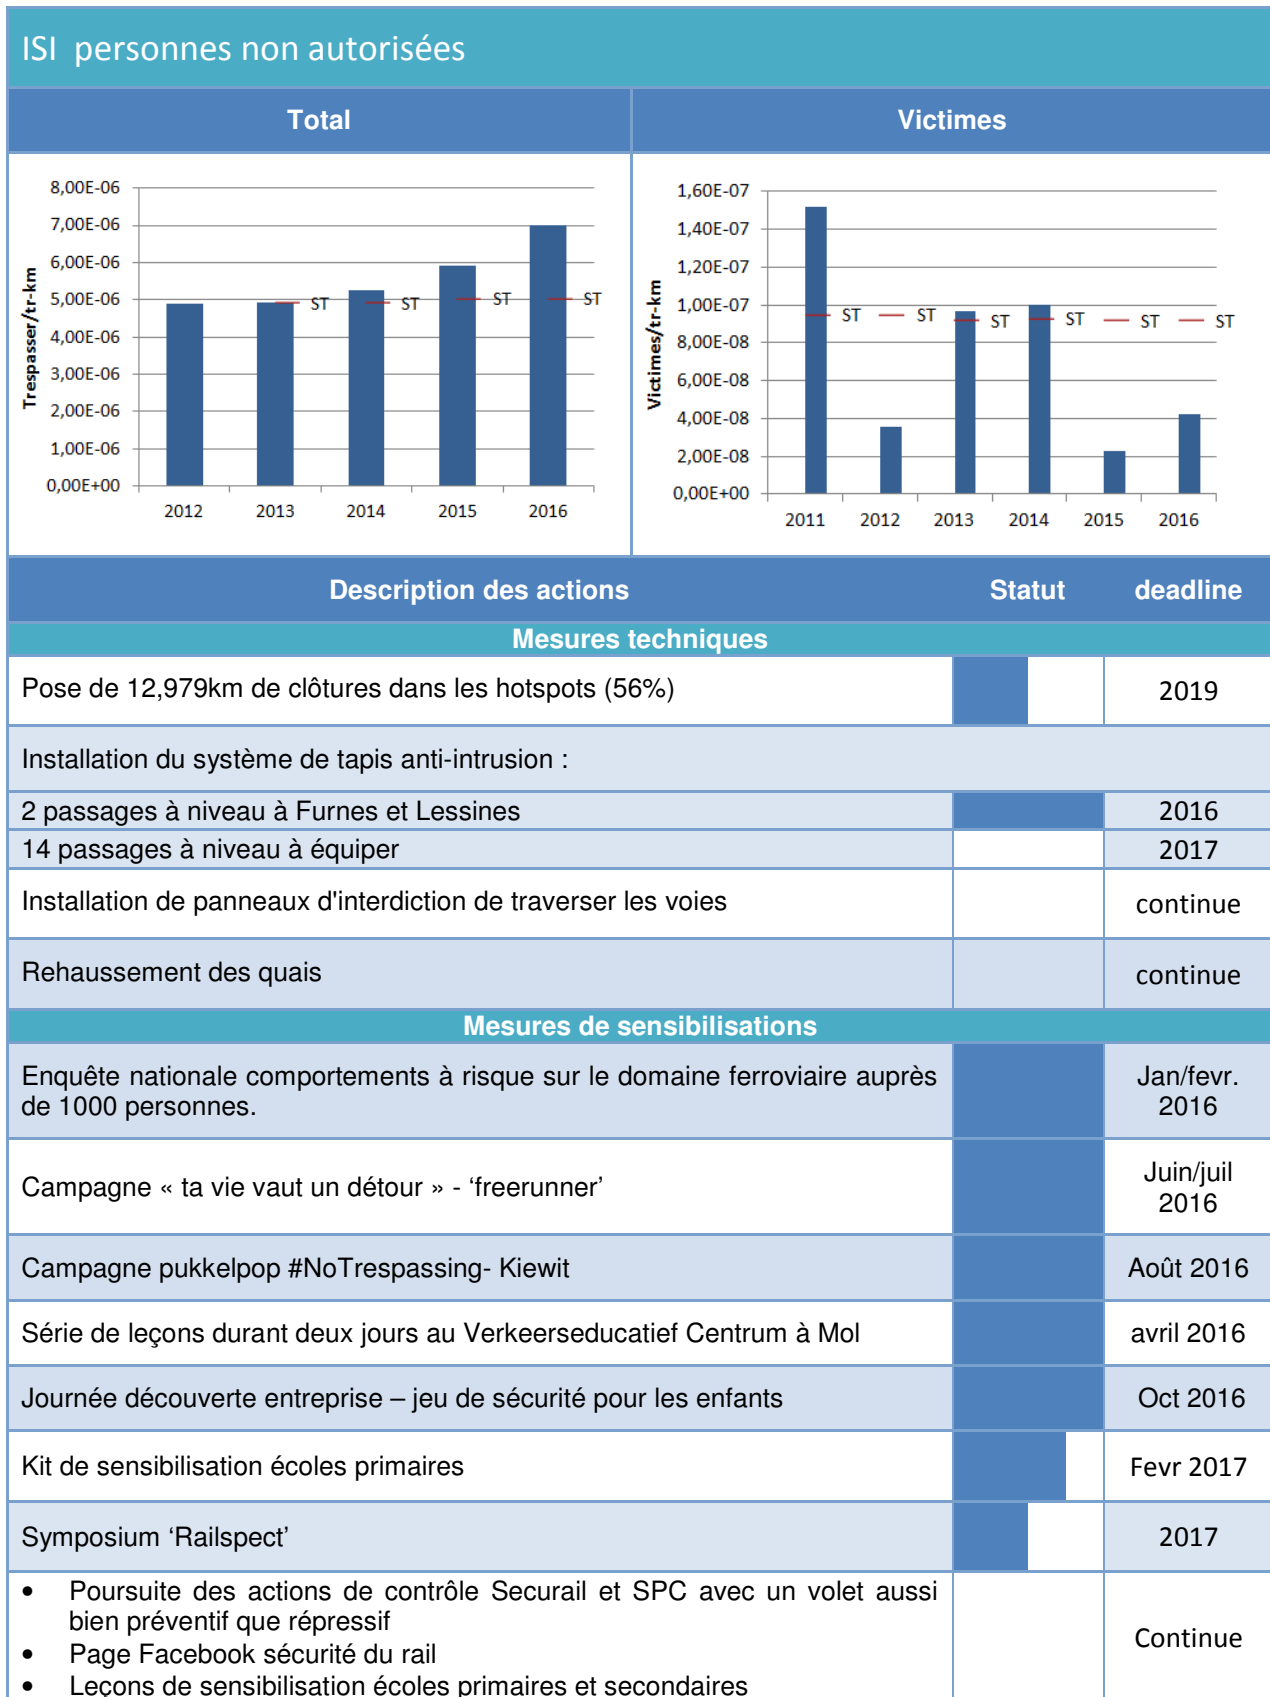 ISI  personnes non autorisées
Total
Victimes
8,00E-06
7,00E-06
6,00E-06
5,00E-06
4,00E-06
3,00E-06
2,00E-06
1,00E-06
0,00E+00
Trespasser/tr-km
ST
ST
ST
ST
2012
2013
2014
2015
2016
1,60E-07
1,40E-07
1,20E-07
1,00E-07
8,00E-08
6,00E-08
4,00E-08
2,00E-08
0,00E+00
Victimes/tr-km
ST
ST
ST
ST
ST
ST
2011
2012
2013
2014
2015
2016
Description des actions
Statut
deadline
Mesures techniques
Pose de 12,979km de clôtures dans les hotspots (56%)
2019
Installation du système de tapis anti-intrusion :
2 passages à niveau à Furnes et Lessines
2016
14 passages à niveau à équiper
2017
Installation de panneaux d'interdiction de traverser les voies
continue
Rehaussement des quais
continue
Mesures de sensibilisations
Enquête nationale comportements à risque sur le domaine ferroviaire auprès
de 1000 personnes.
Jan/fevr.
2016
Campagne « ta vie vaut un détour » - ‘freerunner’
Juin/juil
2016
Campagne pukkelpop #NoTrespassing- Kiewit
Août 2016
Série de leçons durant deux jours au Verkeerseducatief Centrum à Mol
avril 2016
Journée découverte entreprise – jeu de sécurité pour les enfants
Oct 2016
Kit de sensibilisation écoles primaires
Fevr 2017
Symposium ‘Railspect’
2017
• Poursuite des actions de contrôle Securail et SPC avec un volet aussi
bien préventif que répressif
• Page Facebook sécurité du rail
• Leçons de sensibilisation écoles primaires et secondaires
Continue